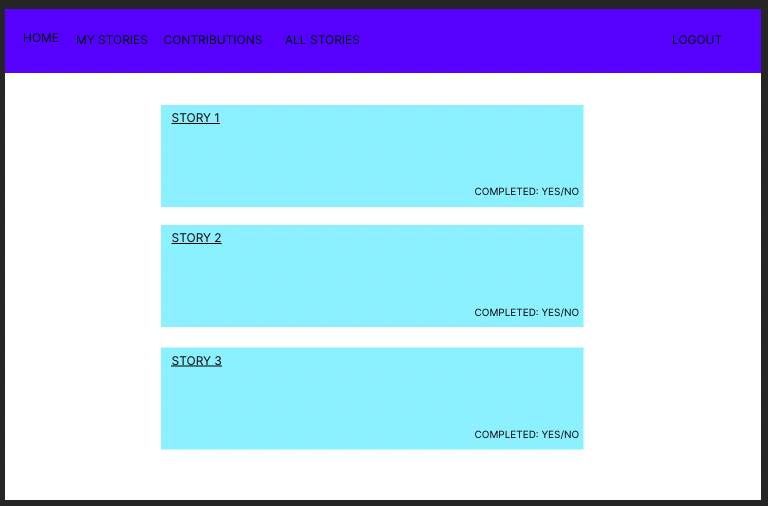 HOME MY STORIES CONTRIBUTIONS ALL STORIES LOGOUT
STORY 1
COMPLETED: YES/NO
STORY 2
COMPLETED: YES/NO
STORY 3
COMPLETED: YES/NO